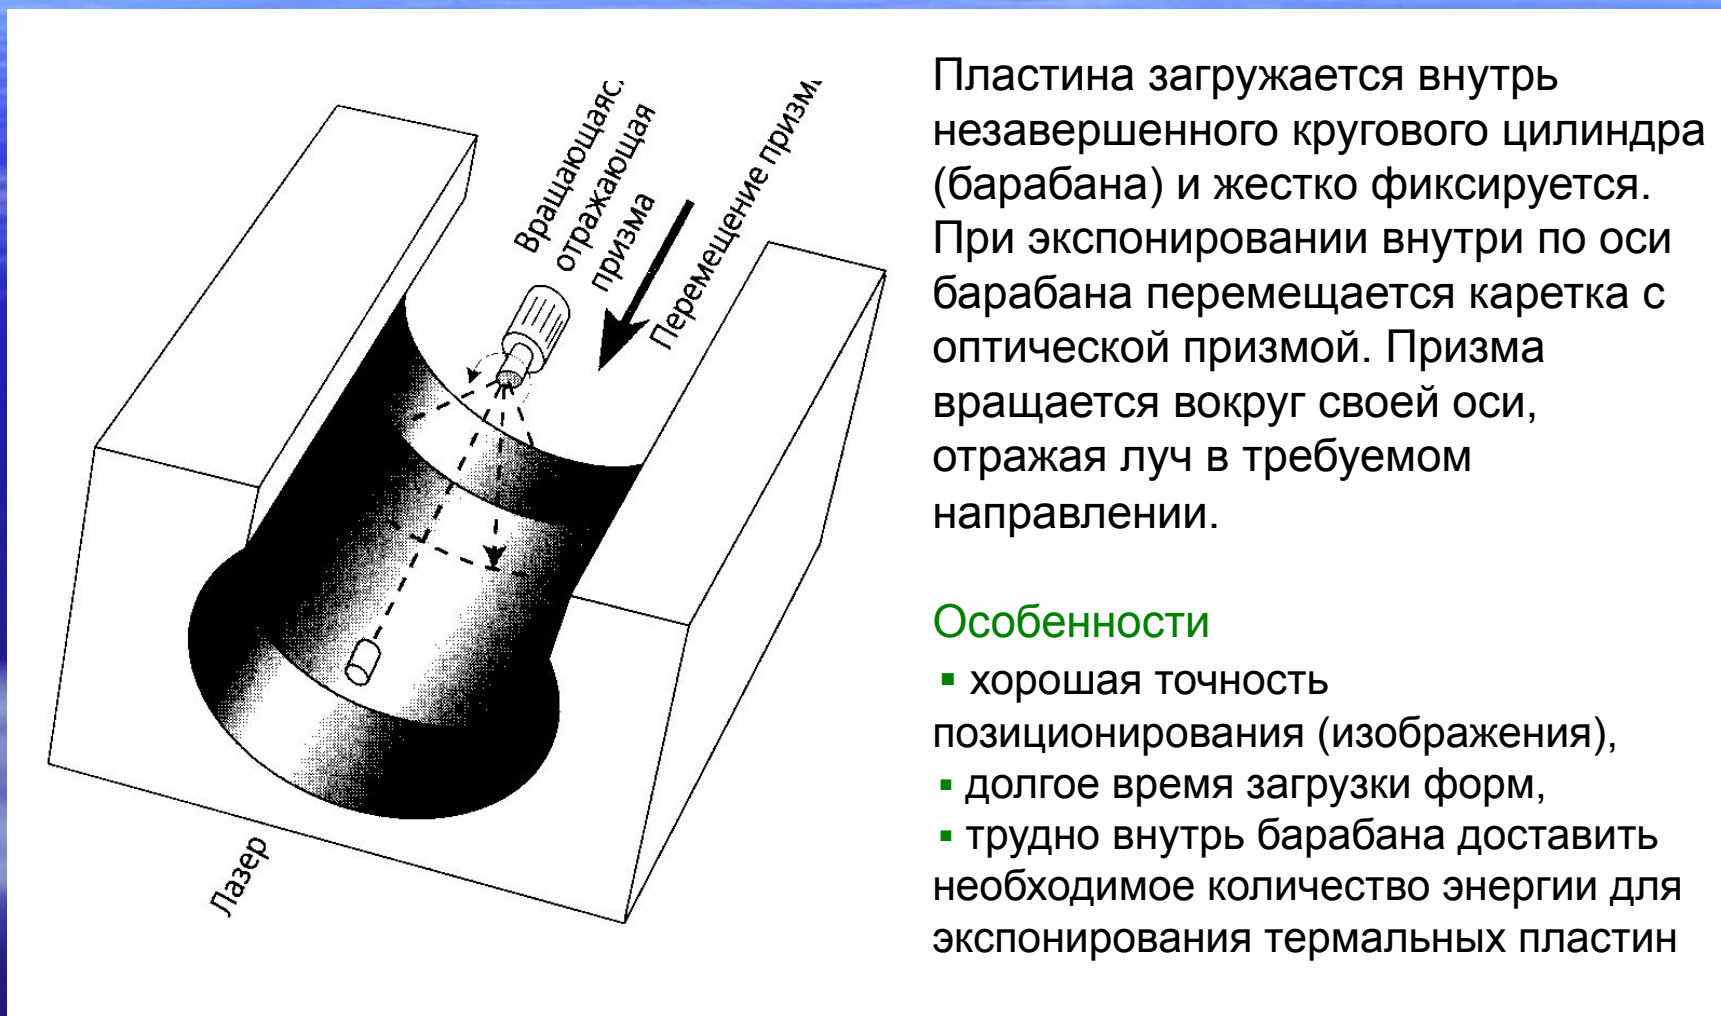 Вращающаяс
отражающая
призма
Перемещение призм
Лазер
Пластина загружается внутрь
незавершенного кругового цилиндра
(барабана) и жестко фиксируется.
При экспонировании внутри по оси
барабана перемещается каретка с
оптической призмой. Призма
вращается вокруг своей оси,
отражая луч в требуемом
направлении.
Особенности
▪ хорошая точность
позиционирования (изображения),
▪ долгое время загрузки форм,
▪ трудно внутрь барабана доставить
необходимое количество энергии для
экспонирования термальных пластин